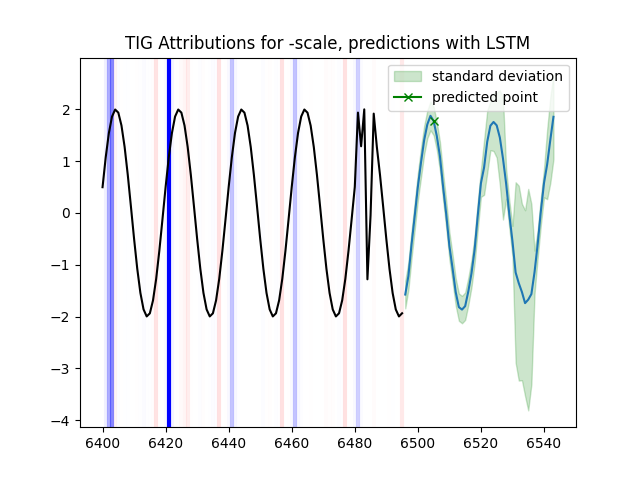 TIG Attributions for -scale, predictions with LSTM
standard deviation
predicted point
2
1
0
−1
−2
−3
−4
6400 6420 6440 6460 6480 6500 6520 6540